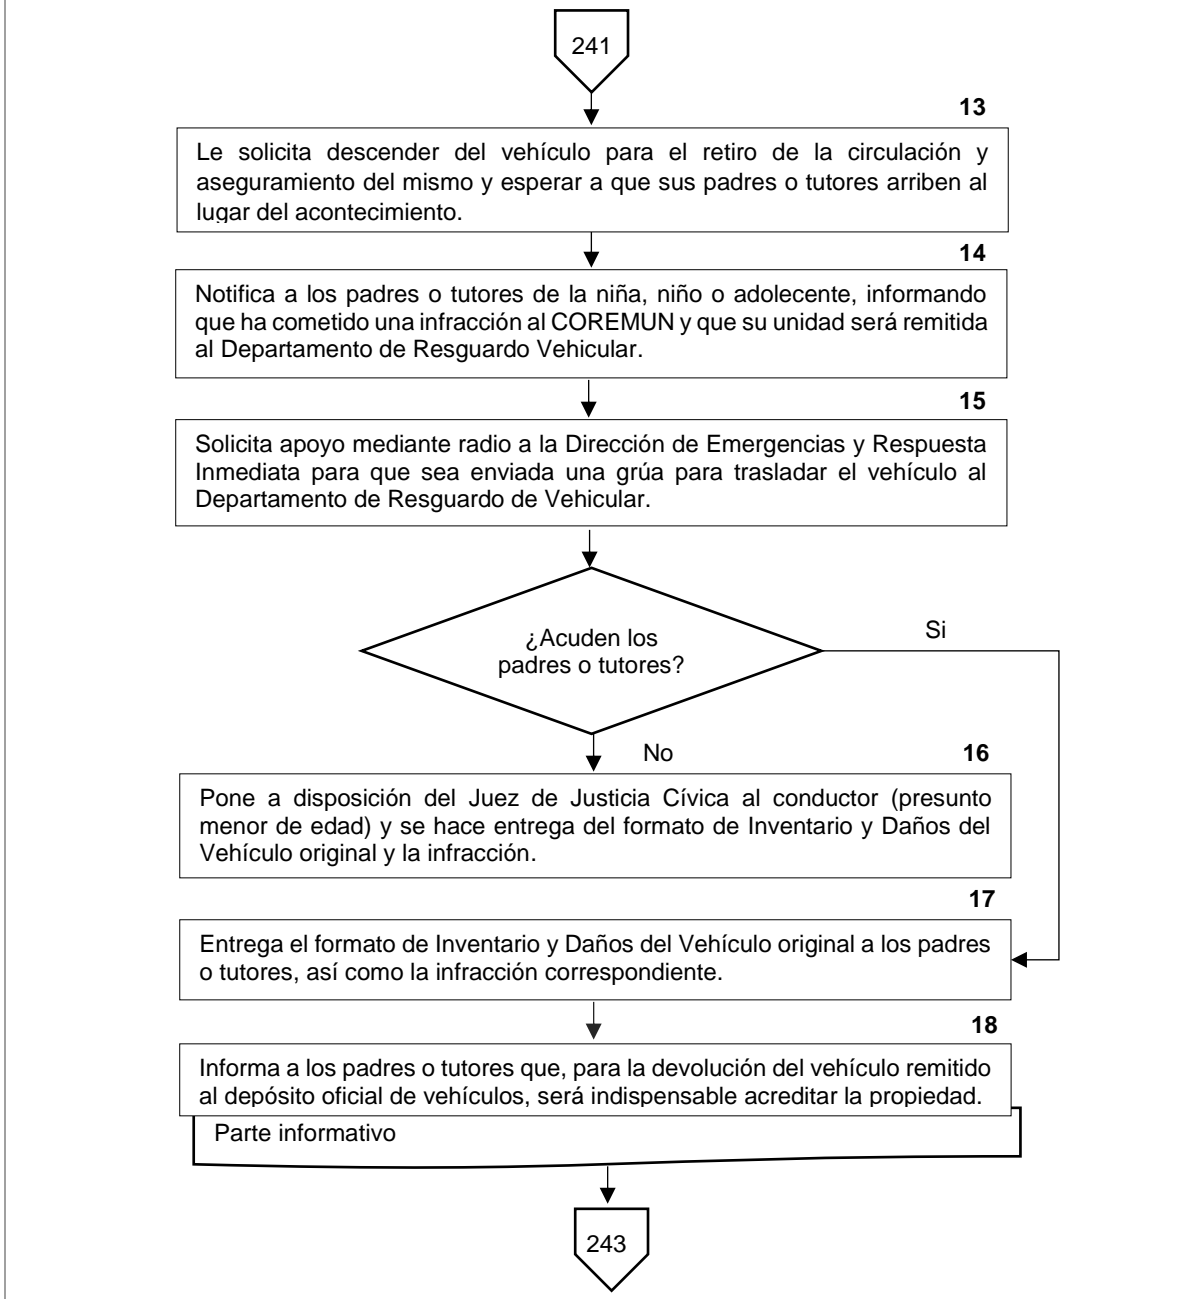 241
13
Le solicita descender del vehículo para el retiro de la circulación y
aseguramiento del mismo y esperar a que sus padres o tutores arriben al
lugar del acontecimiento.
14
Notifica a los padres o tutores de la niña, niño o adolecente, informando
que ha cometido una infracción al COREMUN y que su unidad será remitida
al Departamento de Resguardo Vehicular.
15
Solicita apoyo mediante radio a la Dirección de Emergencias y Respuesta
Inmediata para que sea enviada una grúa para trasladar el vehículo al
Departamento de Resguardo de Vehicular.
¿Acuden los
padres o tutores?
Si
No
16
Pone a disposición del Juez de Justicia Cívica al conductor (presunto
menor de edad) y se hace entrega del formato de Inventario y Daños del
Vehículo original y la infracción.
17
Entrega el formato de Inventario y Daños del Vehículo original a los padres
o tutores, así como la infracción correspondiente.
18
Informa a los padres o tutores que, para la devolución del vehículo remitido
al depósito oficial de vehículos, será indispensable acreditar la propiedad.
Parte informativo
243